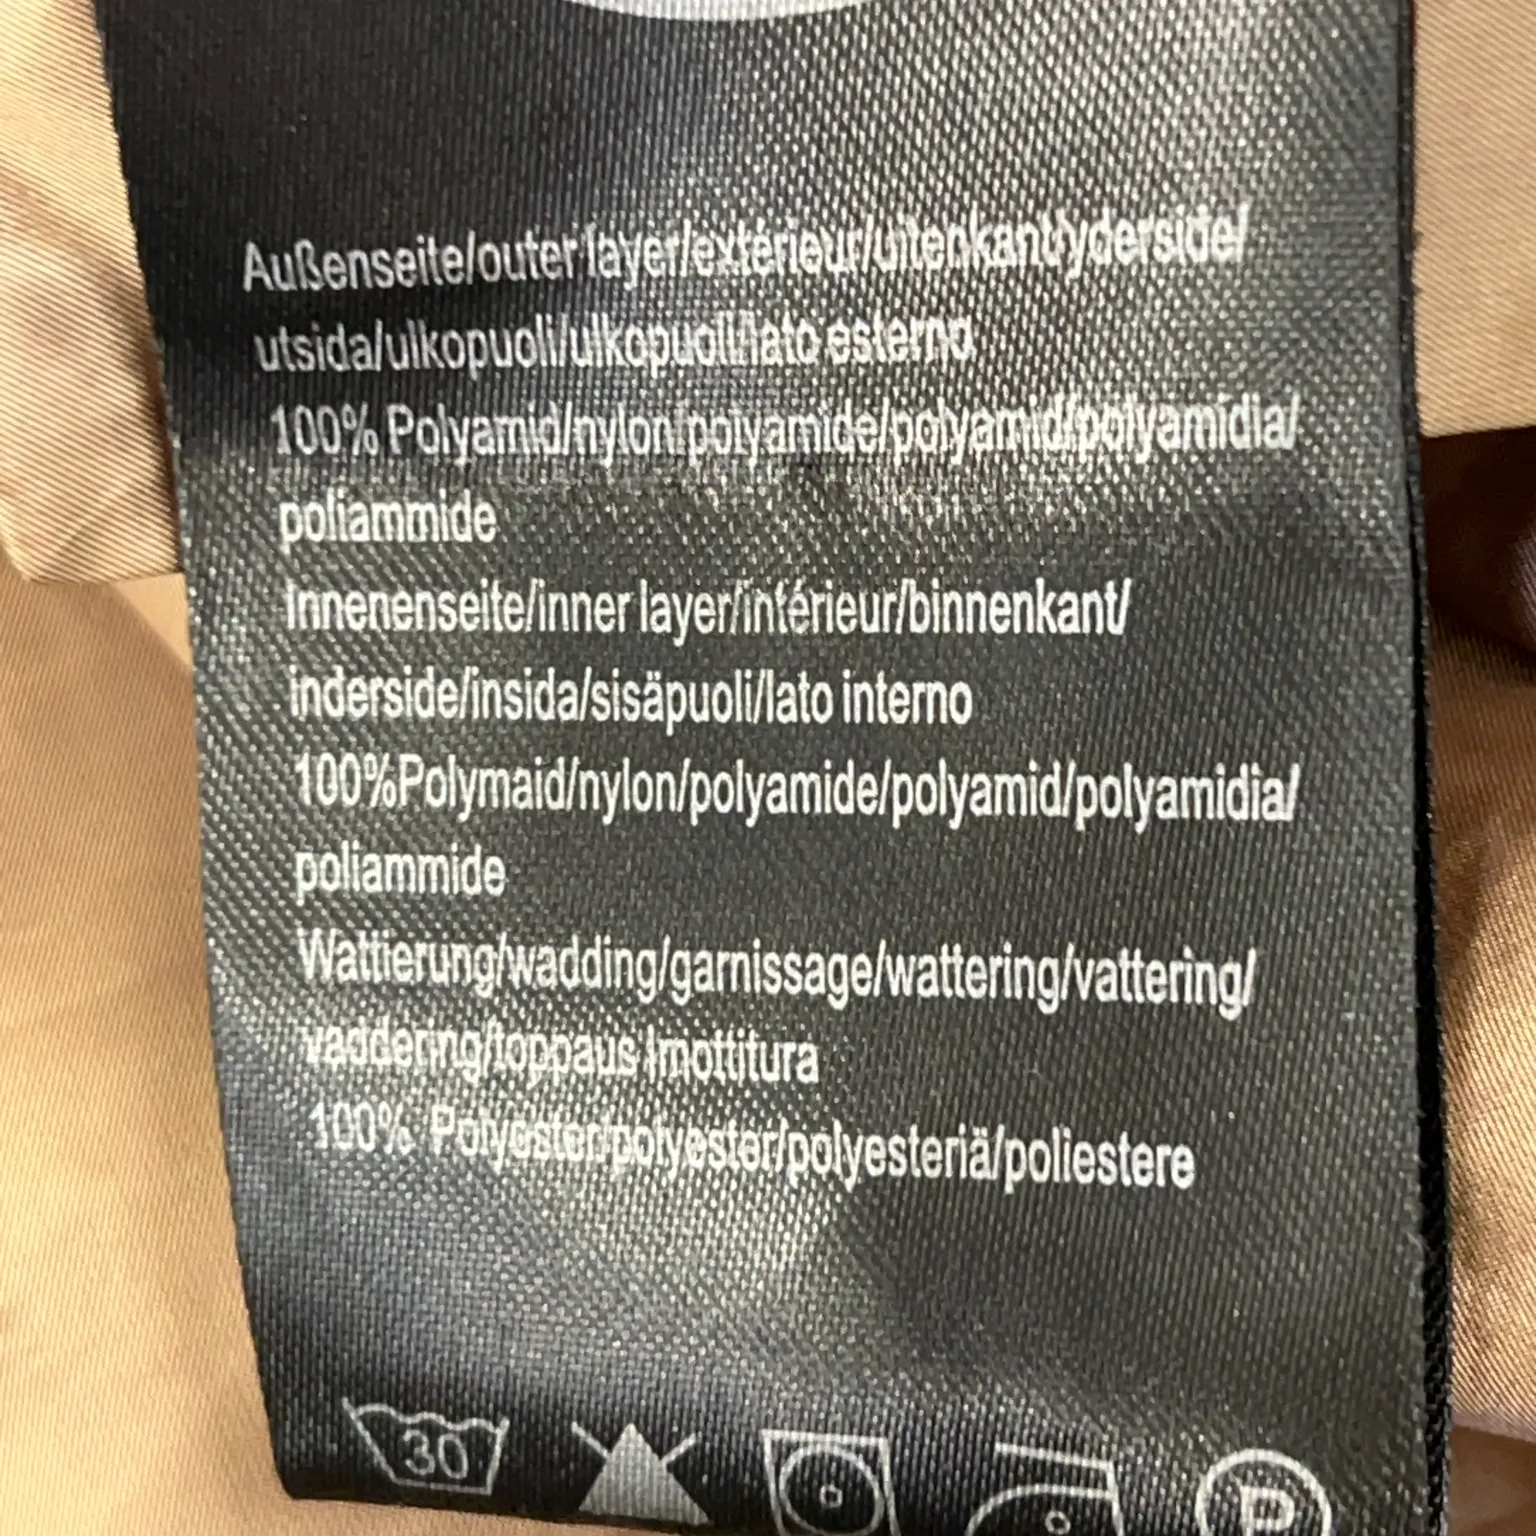 Außenseite/outer layer/extérieur/uitenkant/yderside/
utsida/ulkopuoli/ulkopuoli/lato esterno
100% Polyamid/nylon/polyamide/polyamid/polyamidia/
poliammide
Innenenseite/inner layer/intérieur/binnenkant/
inderside/insida/sisäpuoli/lato interno
100%Polymaid/nylon/polyamide/polyamid/polyamidia/
poliammide
Wattierung/wadding/garnissage/wattering/vattering/
vaddering/toppaus/imottitura
100% Polyester/polyester/polyesteriä/poliestere
30
P